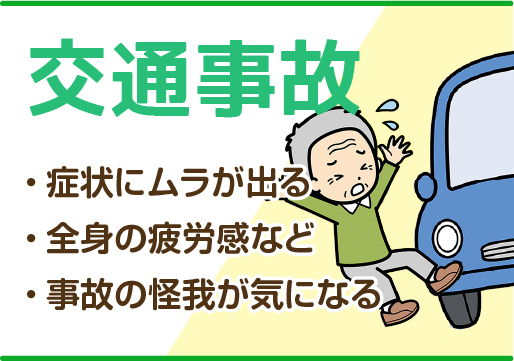 交通事故
・症状にムラが出る
・全身の疲労感など
・事故の怪我が気になる